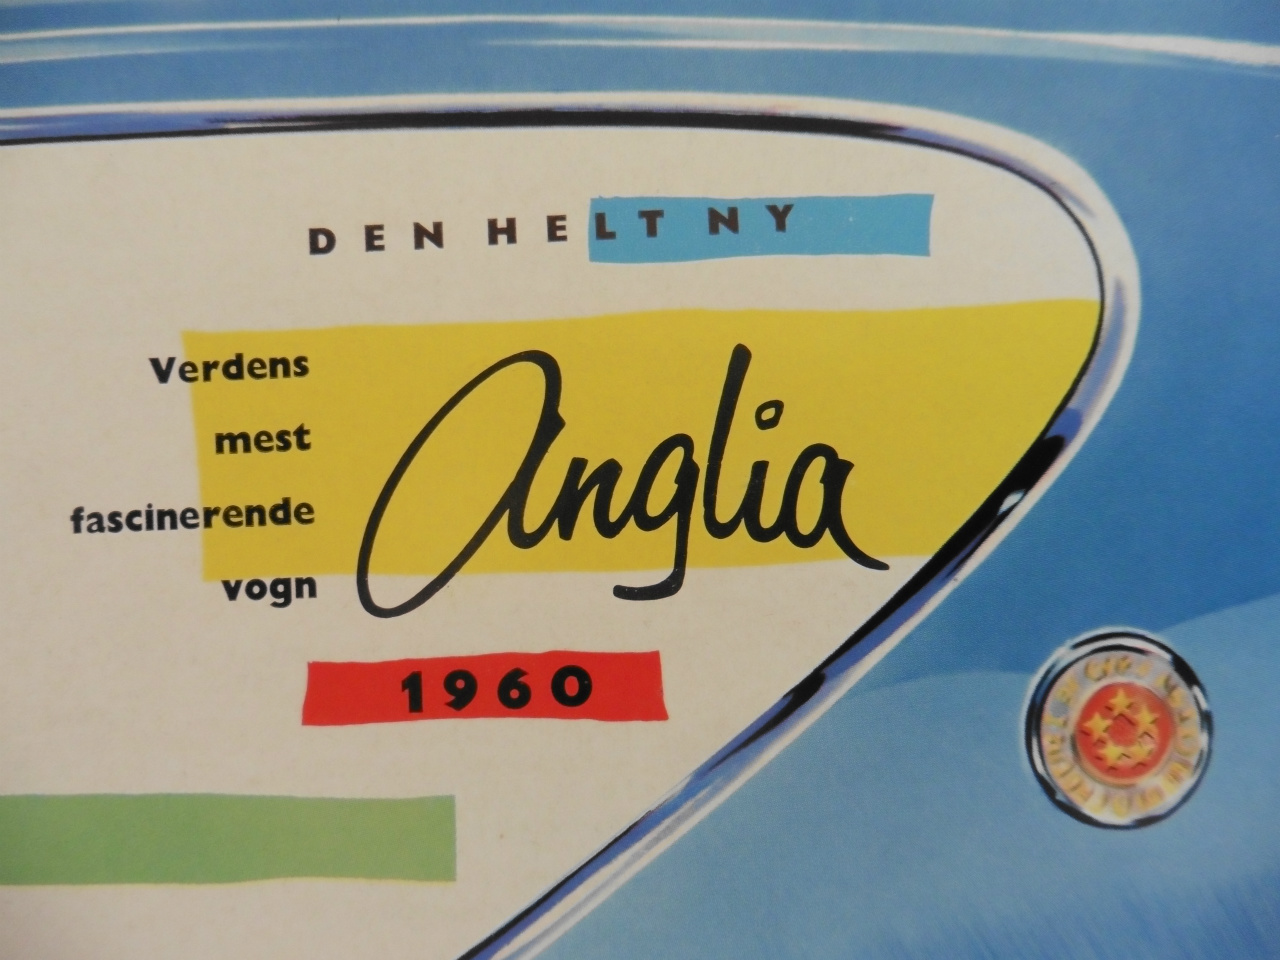 DEN HELT NY
Verdens
mest
fascinerende
vogn
Anglia
1960